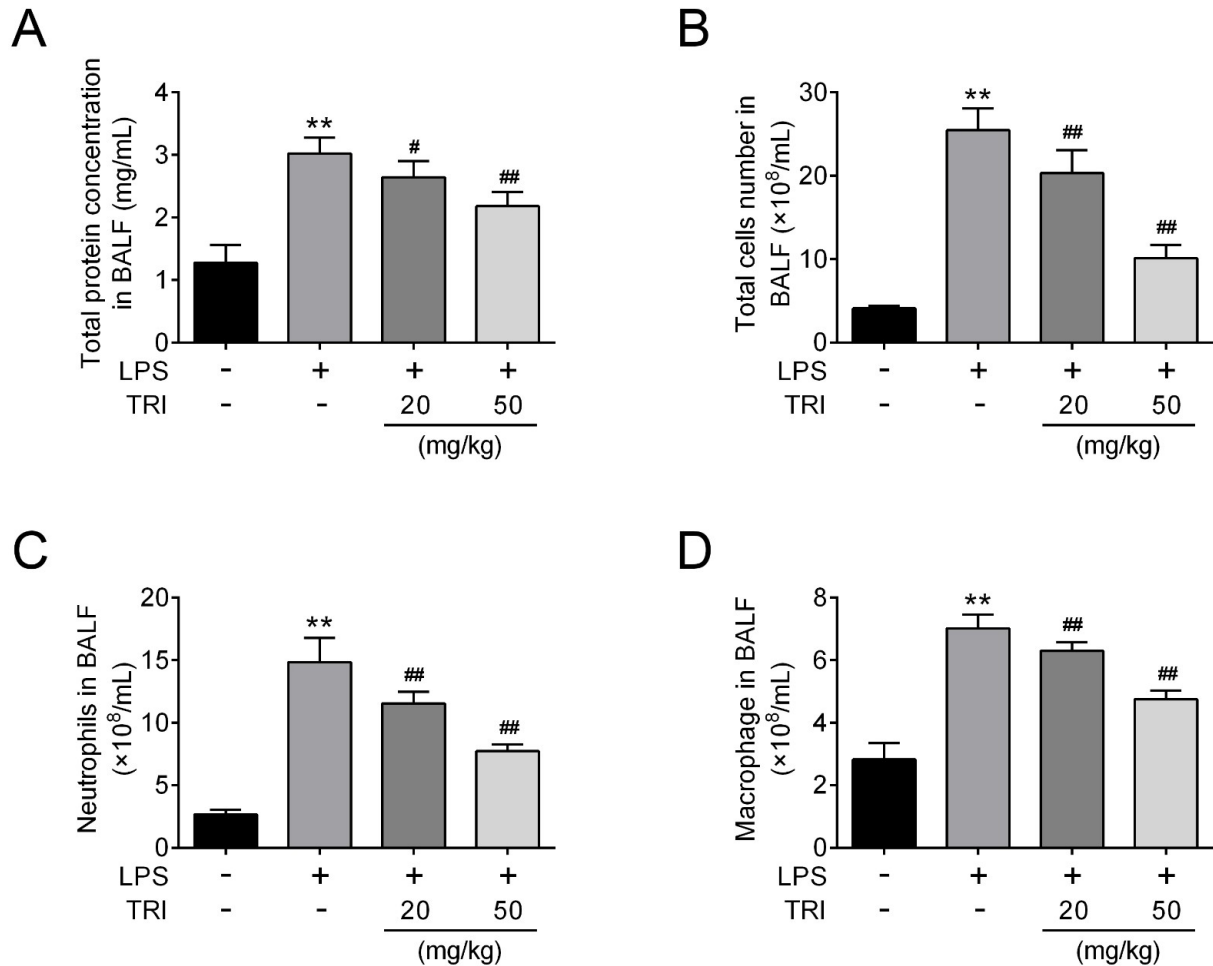 A
Total protein concentration
in BALF (mg/mL)
4
3
2
1
0
**
#
##
LPS - + + +
TRI - - 20 50
(mg/kg)
B
Total cells number in
BALF (×10⁸/mL)
30
20
10
0
**
##
##
LPS - + + +
TRI - - 20 50
(mg/kg)
C
Neutrophils in BALF
(×10⁸/mL)
20
15
10
5
0
**
##
##
LPS - + + +
TRI - - 20 50
(mg/kg)
D
Macrophage in BALF
(×10⁸/mL)
8
6
4
2
0
**
##
##
LPS - + + +
TRI - - 20 50
(mg/kg)